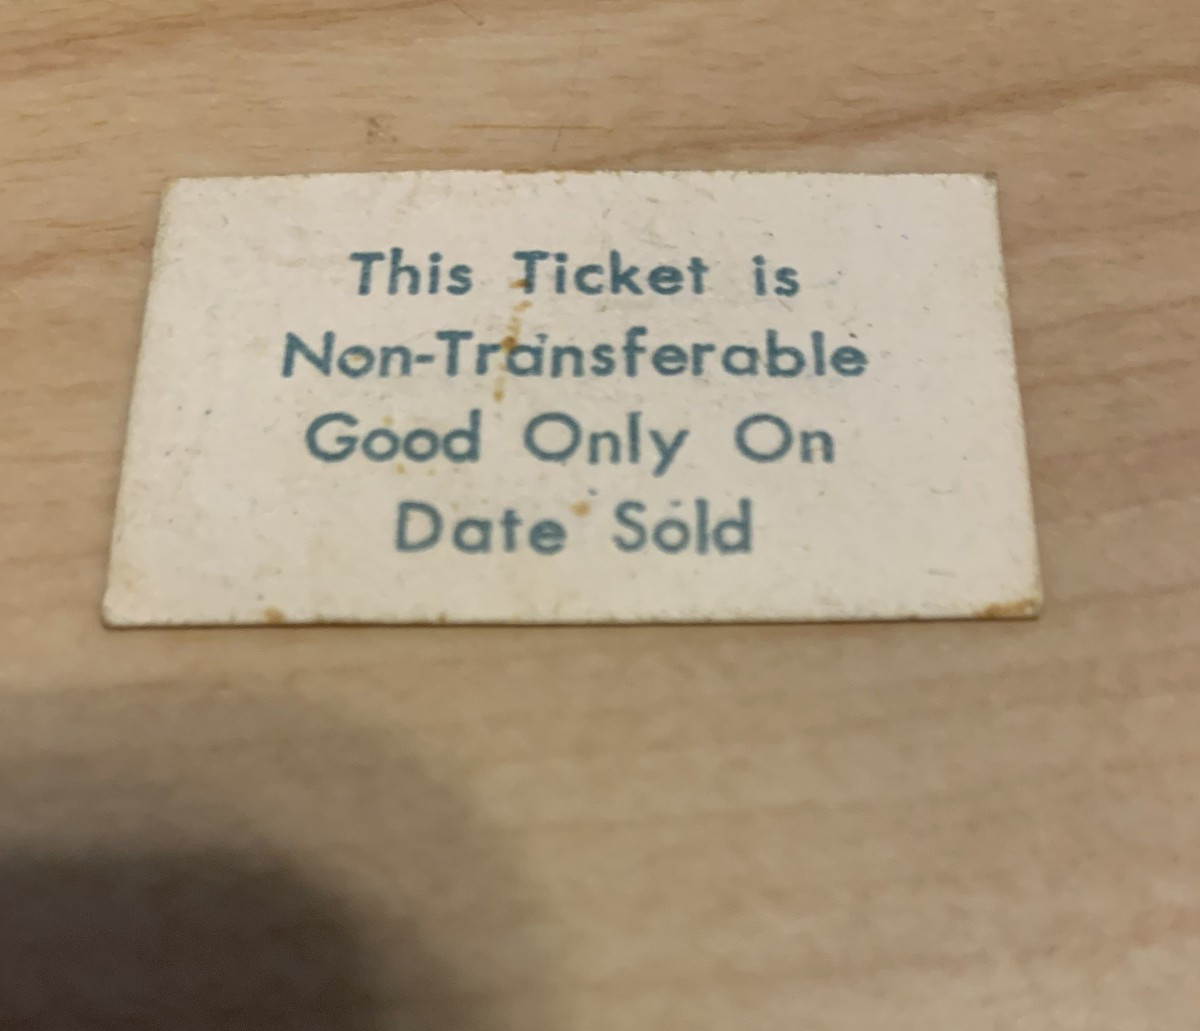 This Ticket is
Non-Transferable
Good Only On
Date Sold